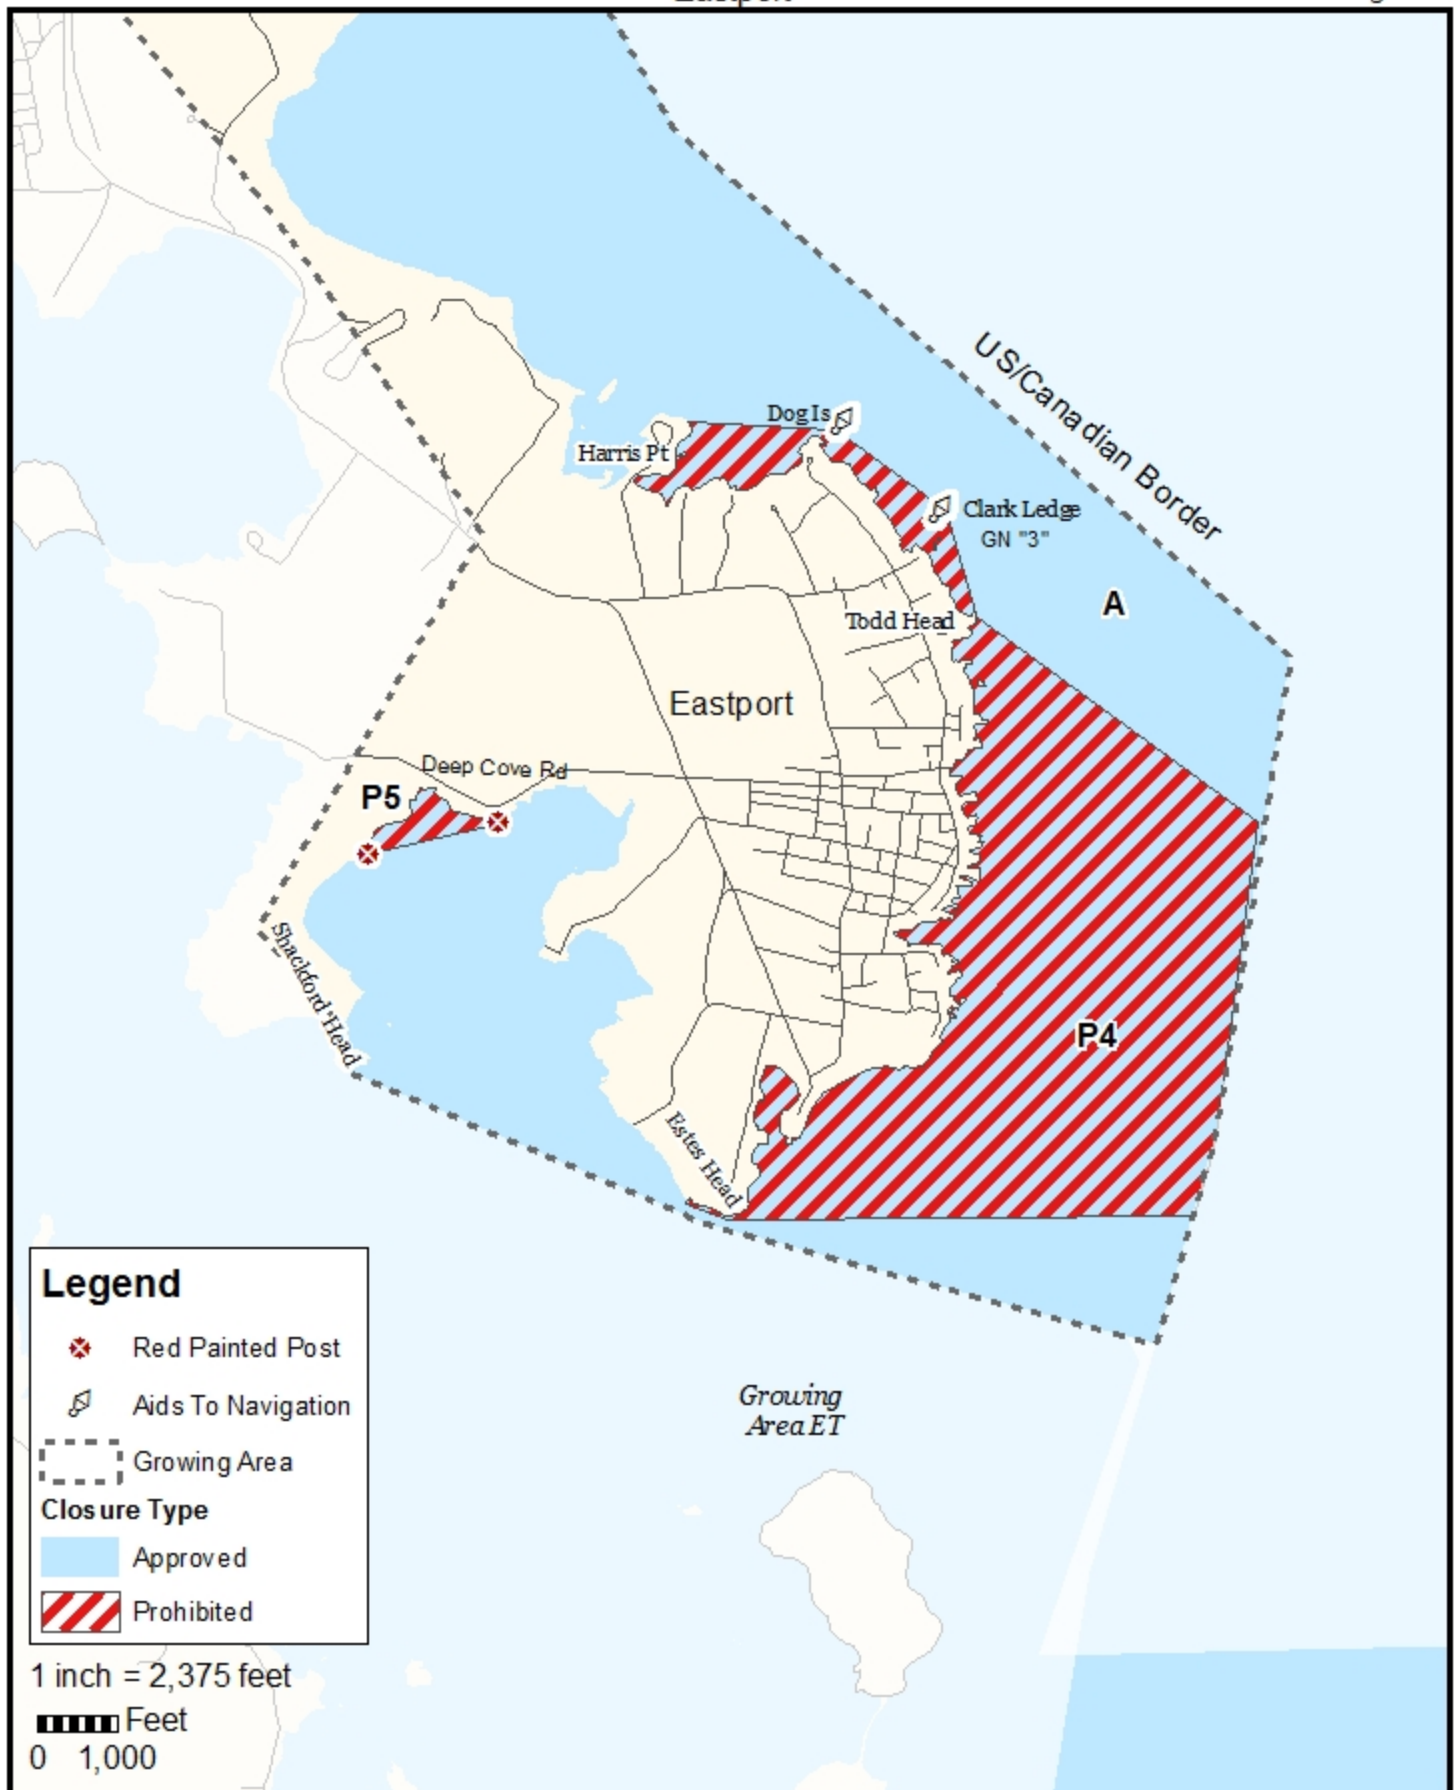 US/Canadian Border
Dog Is
Harris Pt
Clark Ledge
GN "3"
A
Todd Head
Eastport
Deep Cove Rd
P5
Shackford Head
P4
Estes Head
Legend
Red Painted Post
Aids To Navigation
Growing Area
Closure Type
Approved
Prohibited
1 inch = 2,375 feet
Feet
0 1,000
Growing
Area ET